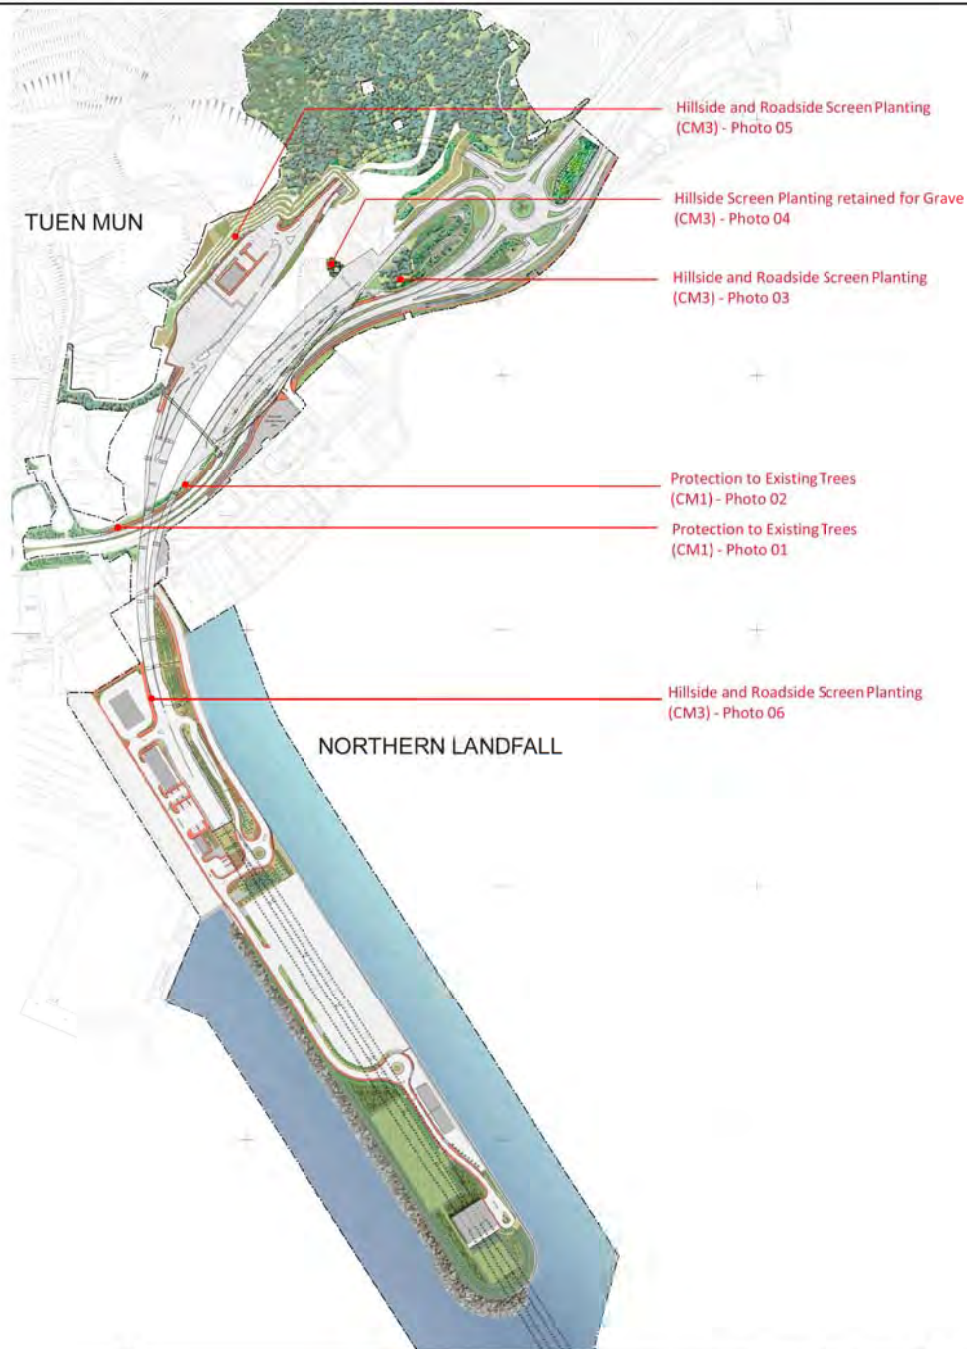 Hillside and Roadside Screen Planting
(CM3) - Photo 05
TUEN MUN
Hillside Screen Planting retained for Grave
(CM3) - Photo 04
Hillside and Roadside Screen Planting
(CM3) - Photo 03
Protection to Existing Trees
(CM1) - Photo 02
Protection to Existing Trees
(CM1) - Photo 01
Hillside and Roadside Screen Planting
(CM3) - Photo 06
NORTHERN LANDFALL